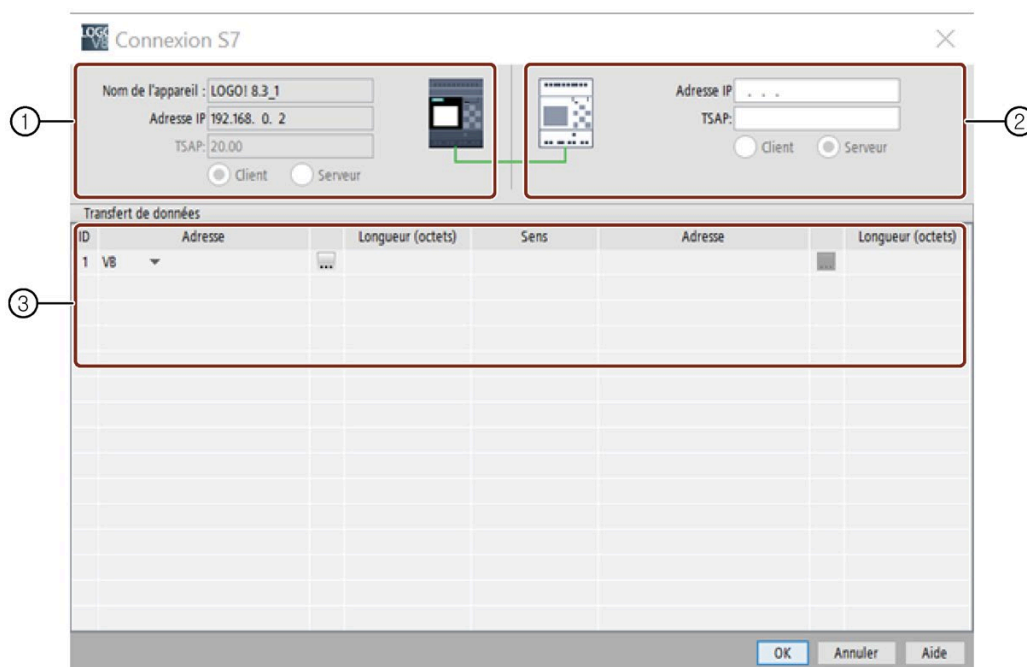 LOGO!
V8 Connexion S7
Nom de l'appareil : LOGO! 8.3_1
Adresse IP 192.168. 0. 2
TSAP: 20.00
Client Serveur
Adresse IP . . .
TSAP:
Client Serveur
1
2
Transfert de données
ID Adresse Longueur (octets) Sens Adresse Longueur (octets)
1 VB ...
...
3
OK Annuler Aide